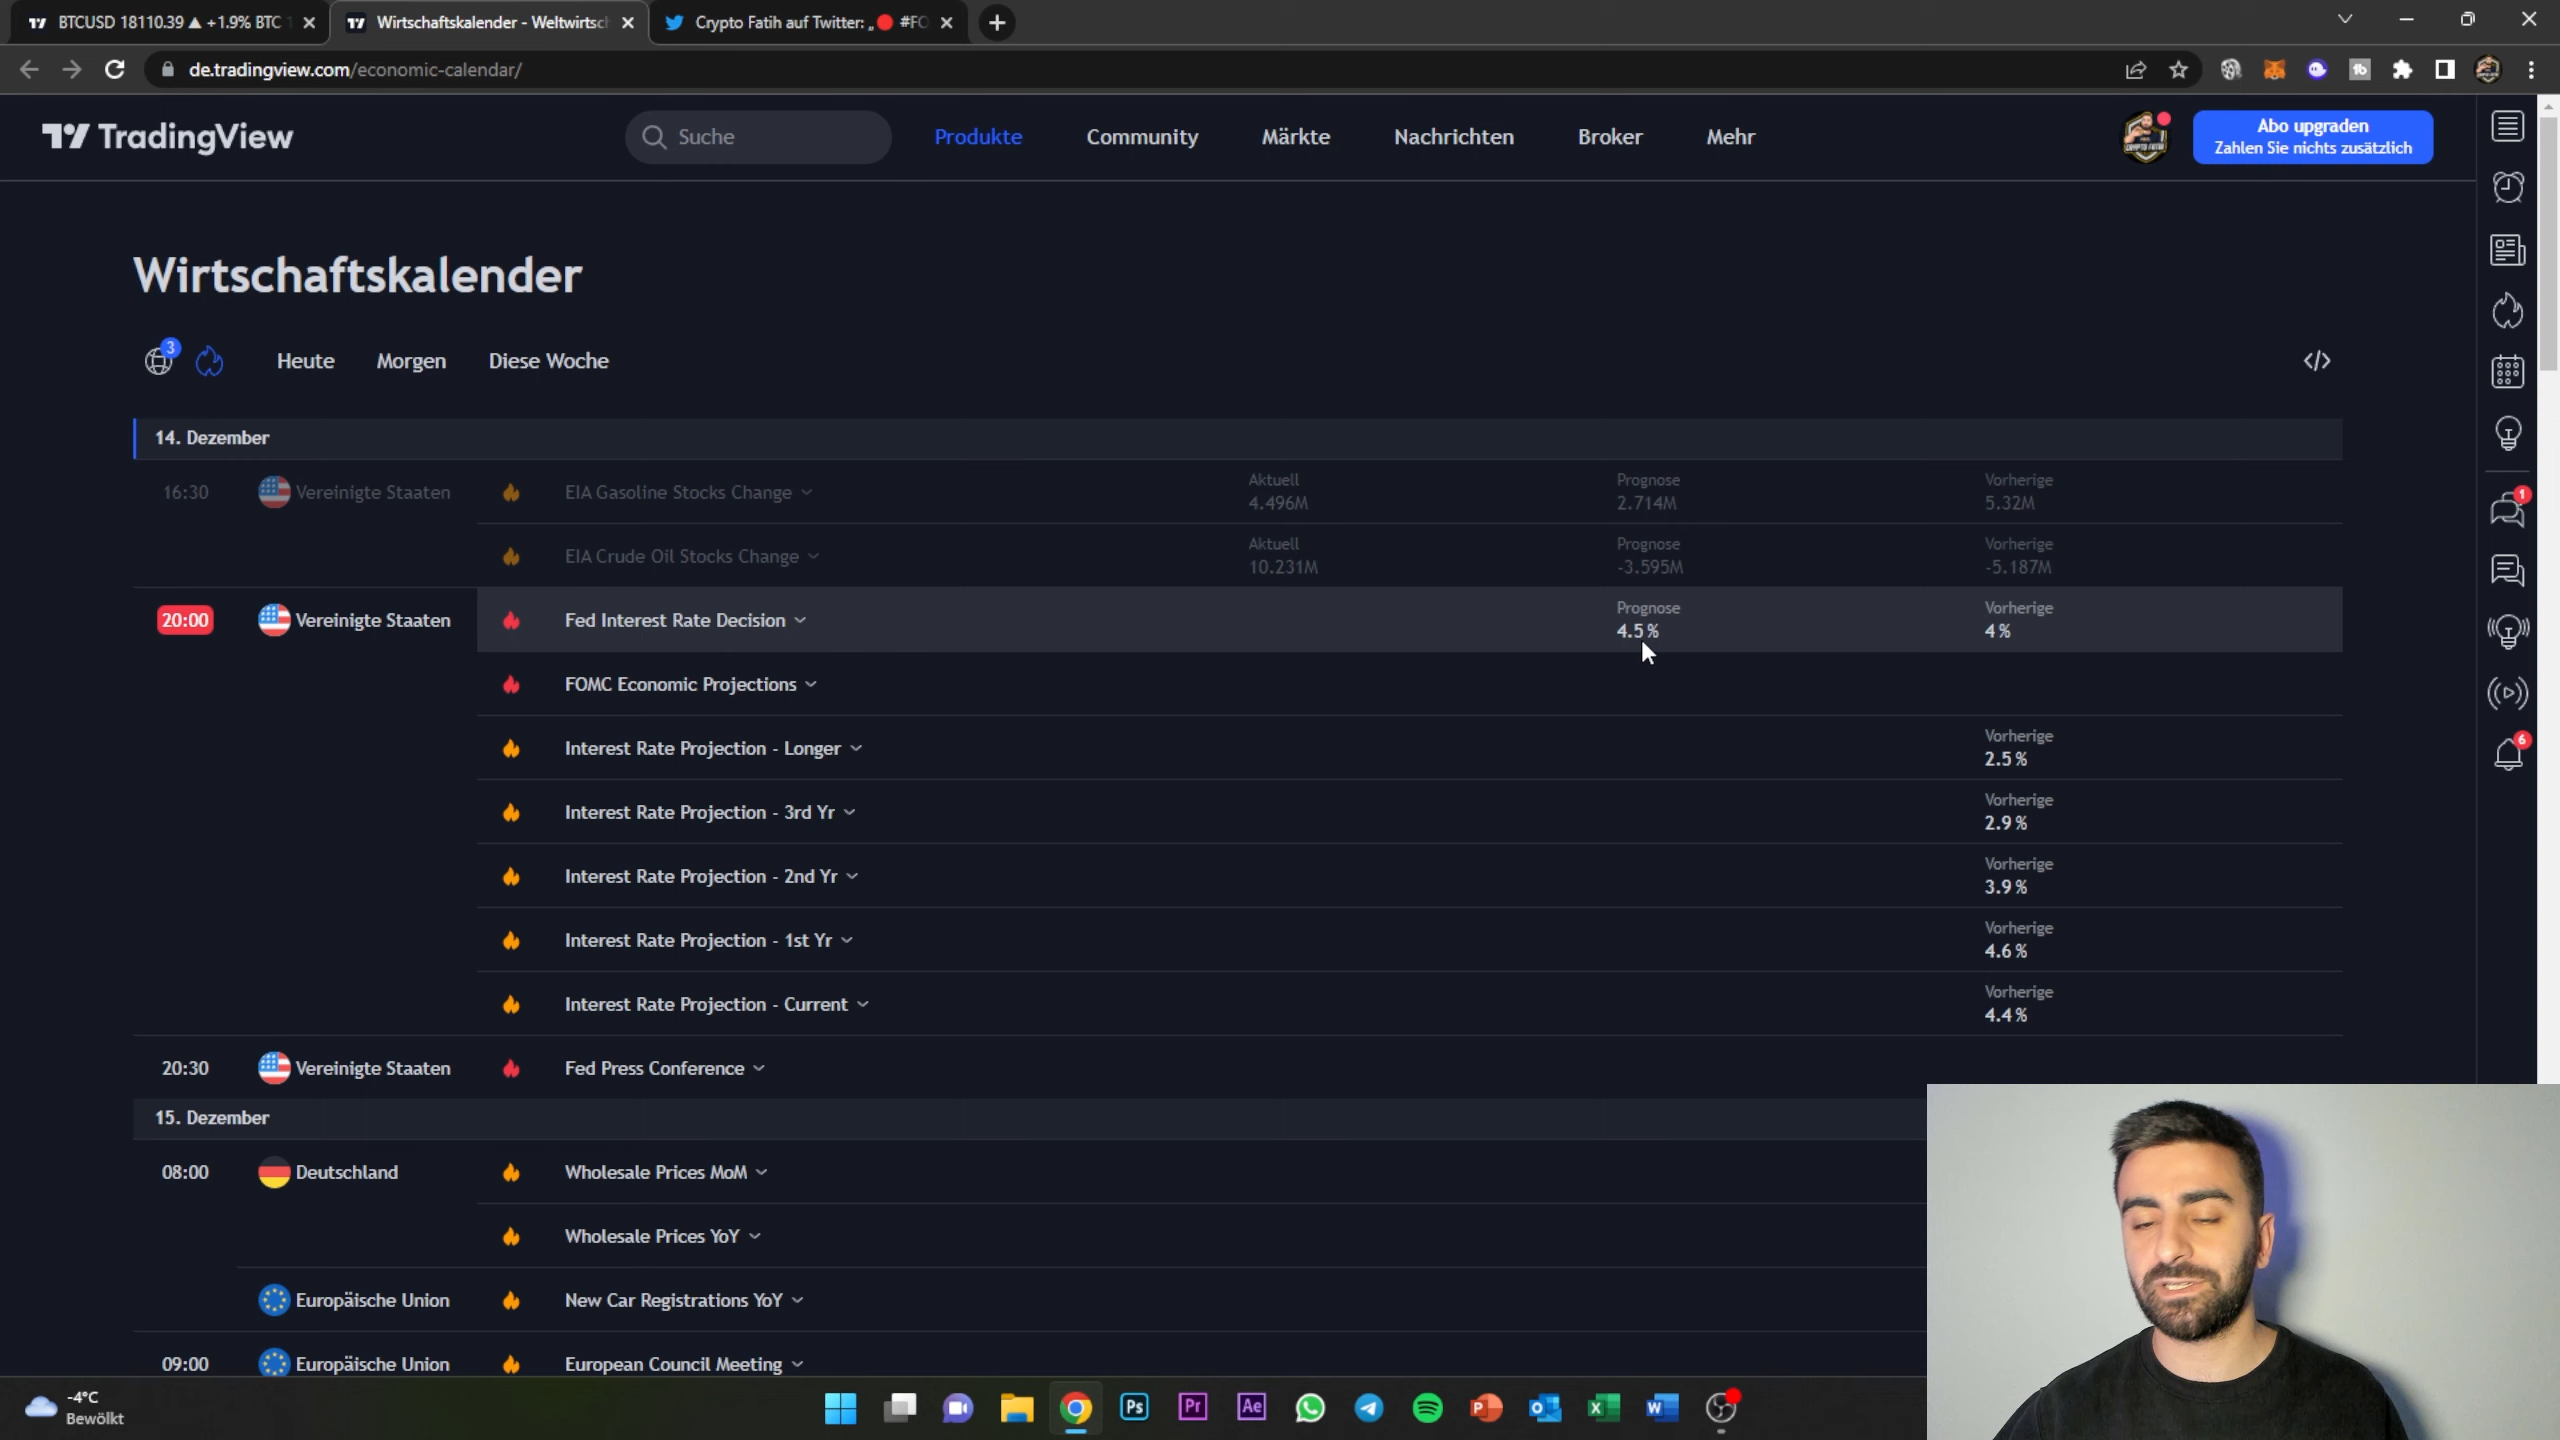 BTCUSD 18110.39 ▲ +1.9% BTC
Wirtschaftskalender - Weltwirtsc
Crypto Fatih auf Twitter: „🔴 #FO
de.tradingview.com/economic-calendar/
TradingView
Suche
Produkte
Community
Märkte
Nachrichten
Broker
Mehr
Abo upgraden
Zahlen Sie nichts zusätzlich
Wirtschaftskalender
3
Heute
Morgen
Diese Woche
14. Dezember
16:30 Vereinigte Staaten EIA Gasoline Stocks Change Aktuell 4.496M Prognose 2.714M Vorherige 5.32M
EIA Crude Oil Stocks Change Aktuell 10.231M Prognose -3.595M Vorherige -5.187M
20:00 Vereinigte Staaten Fed Interest Rate Decision Prognose 4.5% Vorherige 4%
FOMC Economic Projections
Interest Rate Projection - Longer Vorherige 2.5%
Interest Rate Projection - 3rd Yr Vorherige 2.9%
Interest Rate Projection - 2nd Yr Vorherige 3.9%
Interest Rate Projection - 1st Yr Vorherige 4.6%
Interest Rate Projection - Current Vorherige 4.4%
20:30 Vereinigte Staaten Fed Press Conference
15. Dezember
08:00 Deutschland Wholesale Prices MoM
Wholesale Prices YoY
Europäische Union New Car Registrations YoY
09:00 Europäische Union European Council Meeting
1
6
-4°C
Bewölkt
Ps
Pr
Ae